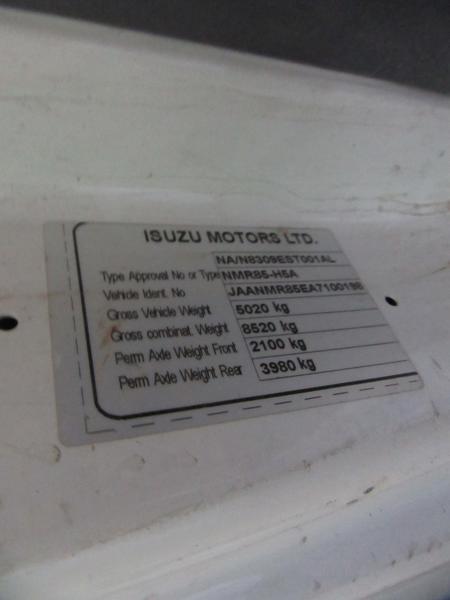 ISUZU MOTORS LTD.
NA/N8309EST001AL
Type Approval No or Type NMR85-H5A
Vehicle Ident. No JAANMR85EA7100198
Gross Vehicle Weight 5020 kg
Gross combinat. Weight 8520 kg
Perm Axle Weight Front 2100 kg
Perm Axle Weight Rear 3980 kg